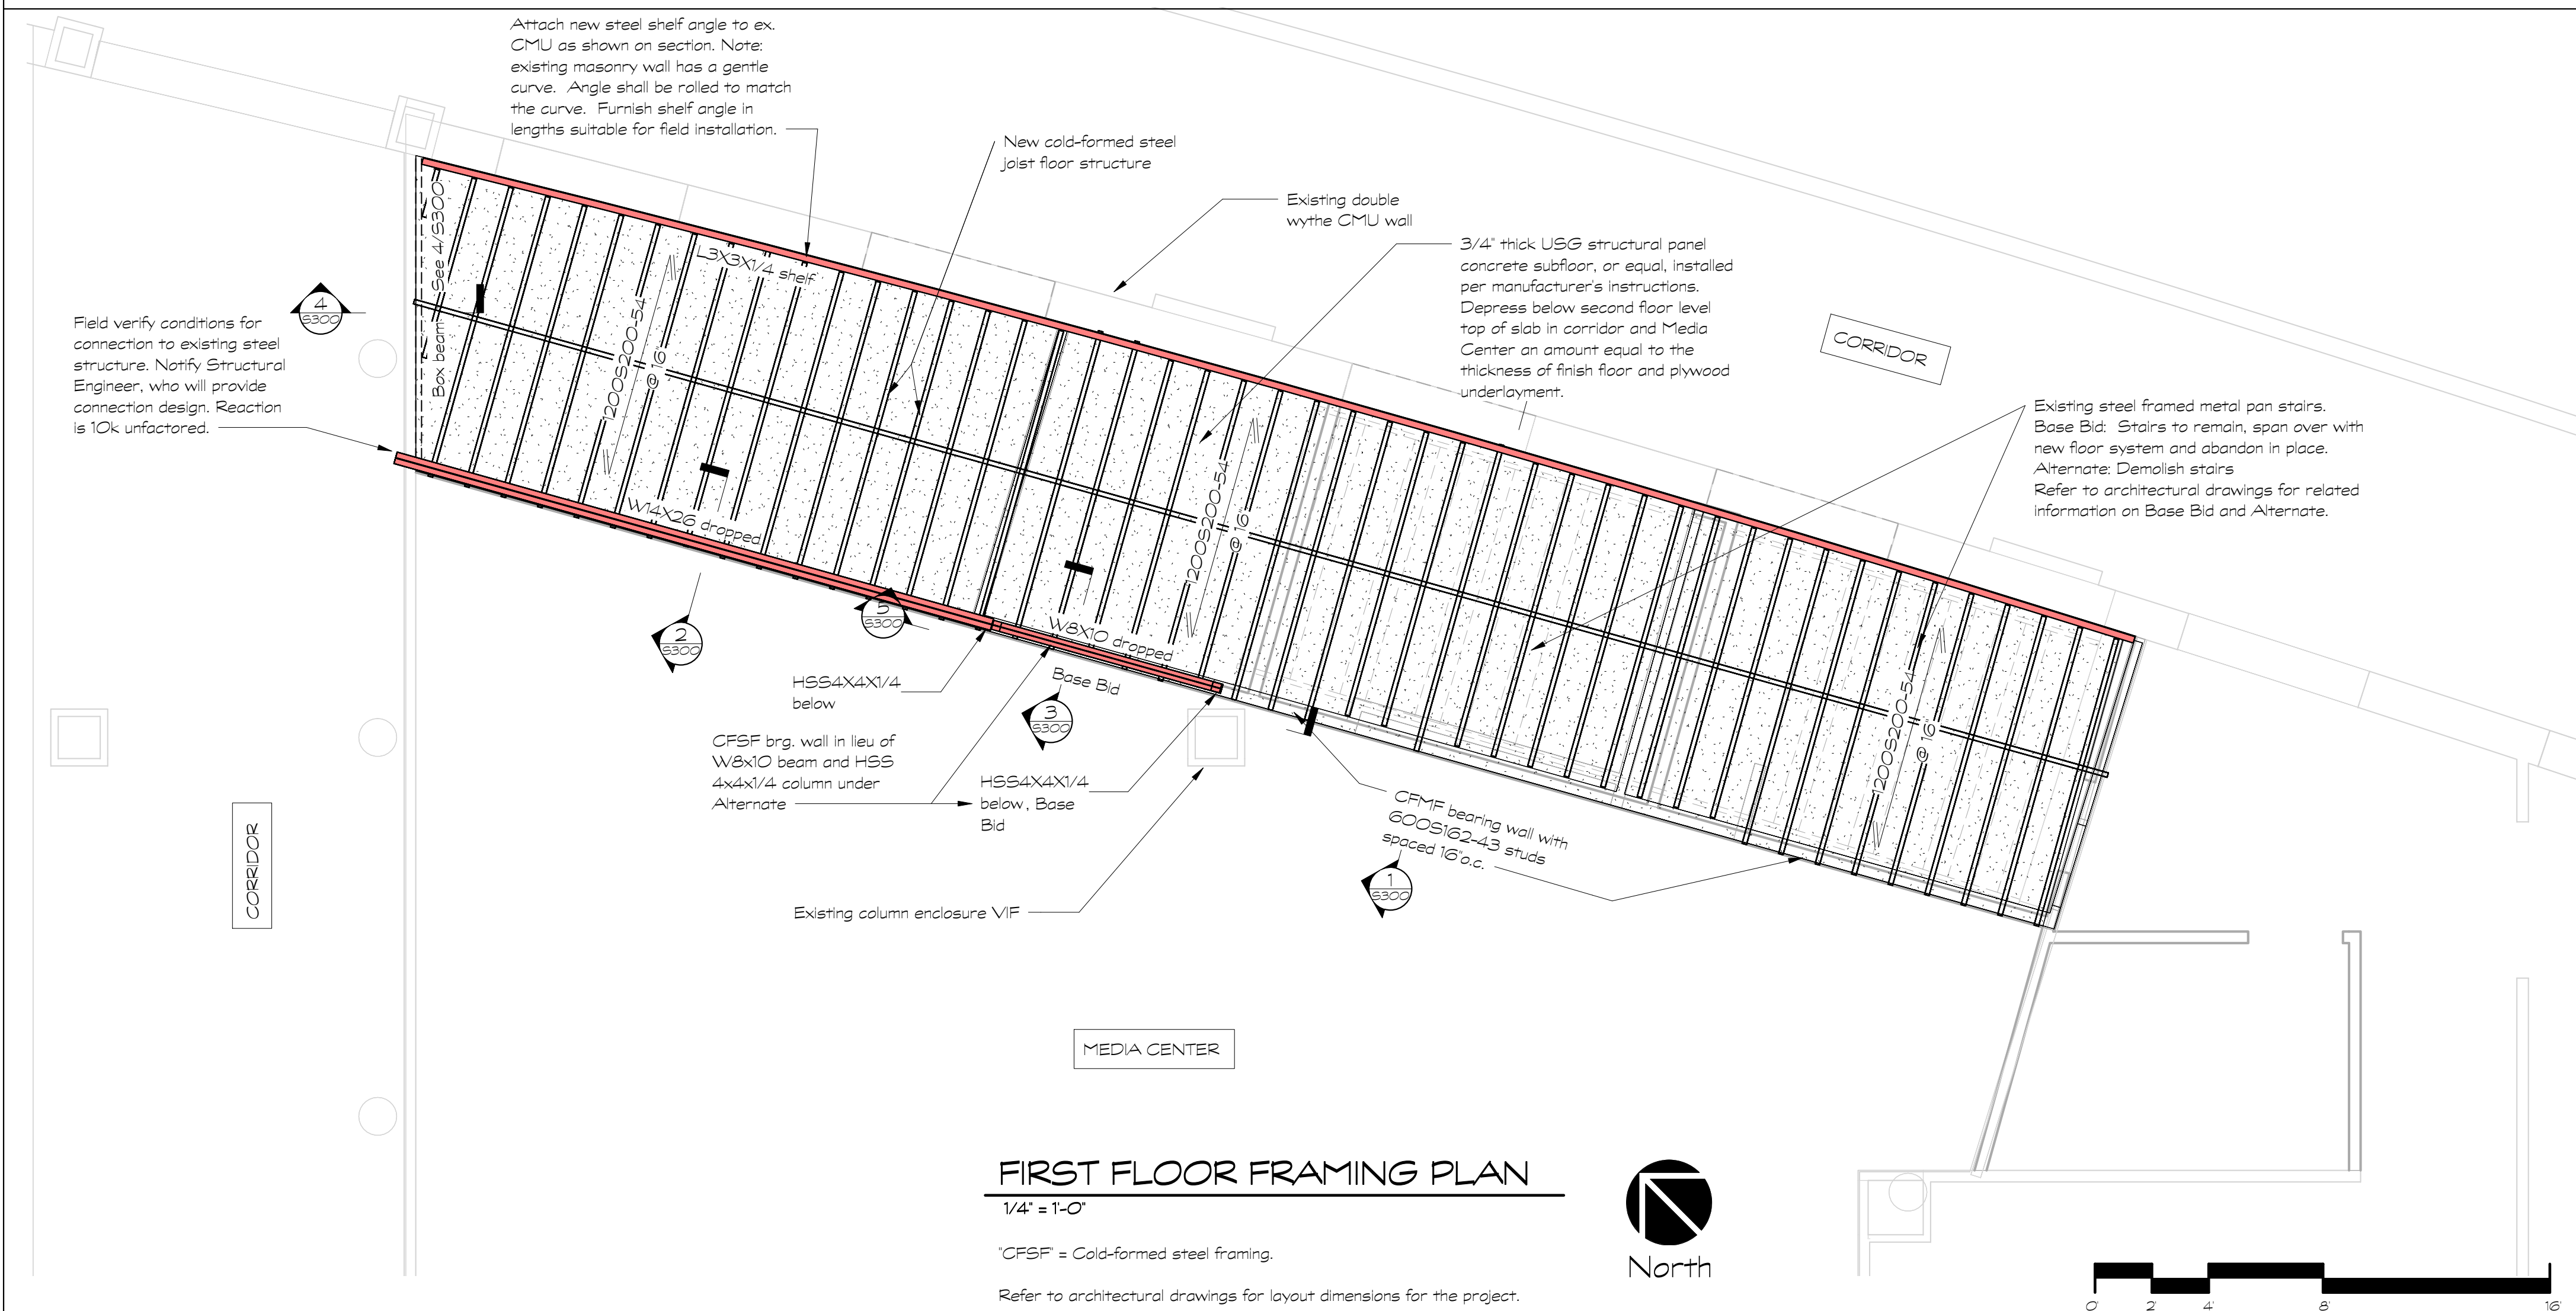 Attach new steel shelf angle to ex.
CMU as shown on section. Note:
existing masonry wall has a gentle
curve.  Angle shall be rolled to match
the curve.  Furnish shelf angle in
lengths suitable for field installation.
New cold-formed steel
joist floor structure
Existing double
wythe CMU wall
3/4" thick USG structural panel
concrete subfloor, or equal, installed
per manufacturer's instructions.
Depress below second floor level
top of slab in corridor and Media
Center an amount equal to the
thickness of finish floor and plywood
underlayment.
CORRIDOR
Existing steel framed metal pan stairs.
Base Bid:  Stairs to remain, span over with
new floor system and abandon in place.
Alternate: Demolish stairs
Refer to architectural drawings for related
information on Base Bid and Alternate.
4
S300
Field verify conditions for
connection to existing steel
structure. Notify Structural
Engineer, who will provide
connection design. Reaction
is 10k unfactored.
Box beam  See 4/S300
L3X3X1/4 shelf
1200S200-54
@ 16"
W14X26 dropped
1200S200-54
@ 16"
W8X10 dropped
1200S200-54
@ 16"
2
S300
5
S300
HSS4X4X1/4
below
Base Bid
3
S300
CFSF brg. wall in lieu of
W8x10 beam and HSS
4x4x1/4 column under
Alternate
HSS4X4X1/4
below, Base
Bid
CFMF bearing wall with
600S162-43 studs
spaced 16"o.c.
1
S300
Existing column enclosure VIF
CORRIDOR
MEDIA CENTER
FIRST FLOOR FRAMING PLAN
1/4" = 1'-0"
"CFSF" = Cold-formed steel framing.
Refer to architectural drawings for layout dimensions for the project.
North
0' 2' 4' 8' 16'